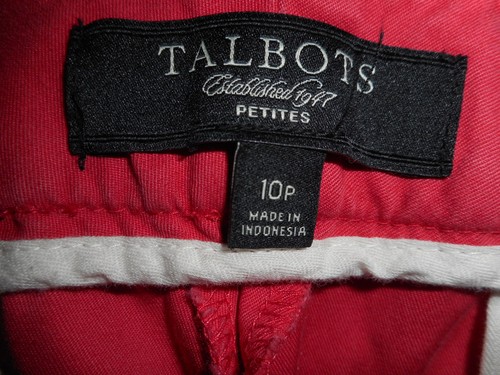 TALBOTS
Established 1947
PETITES
10P
MADE IN
INDONESIA